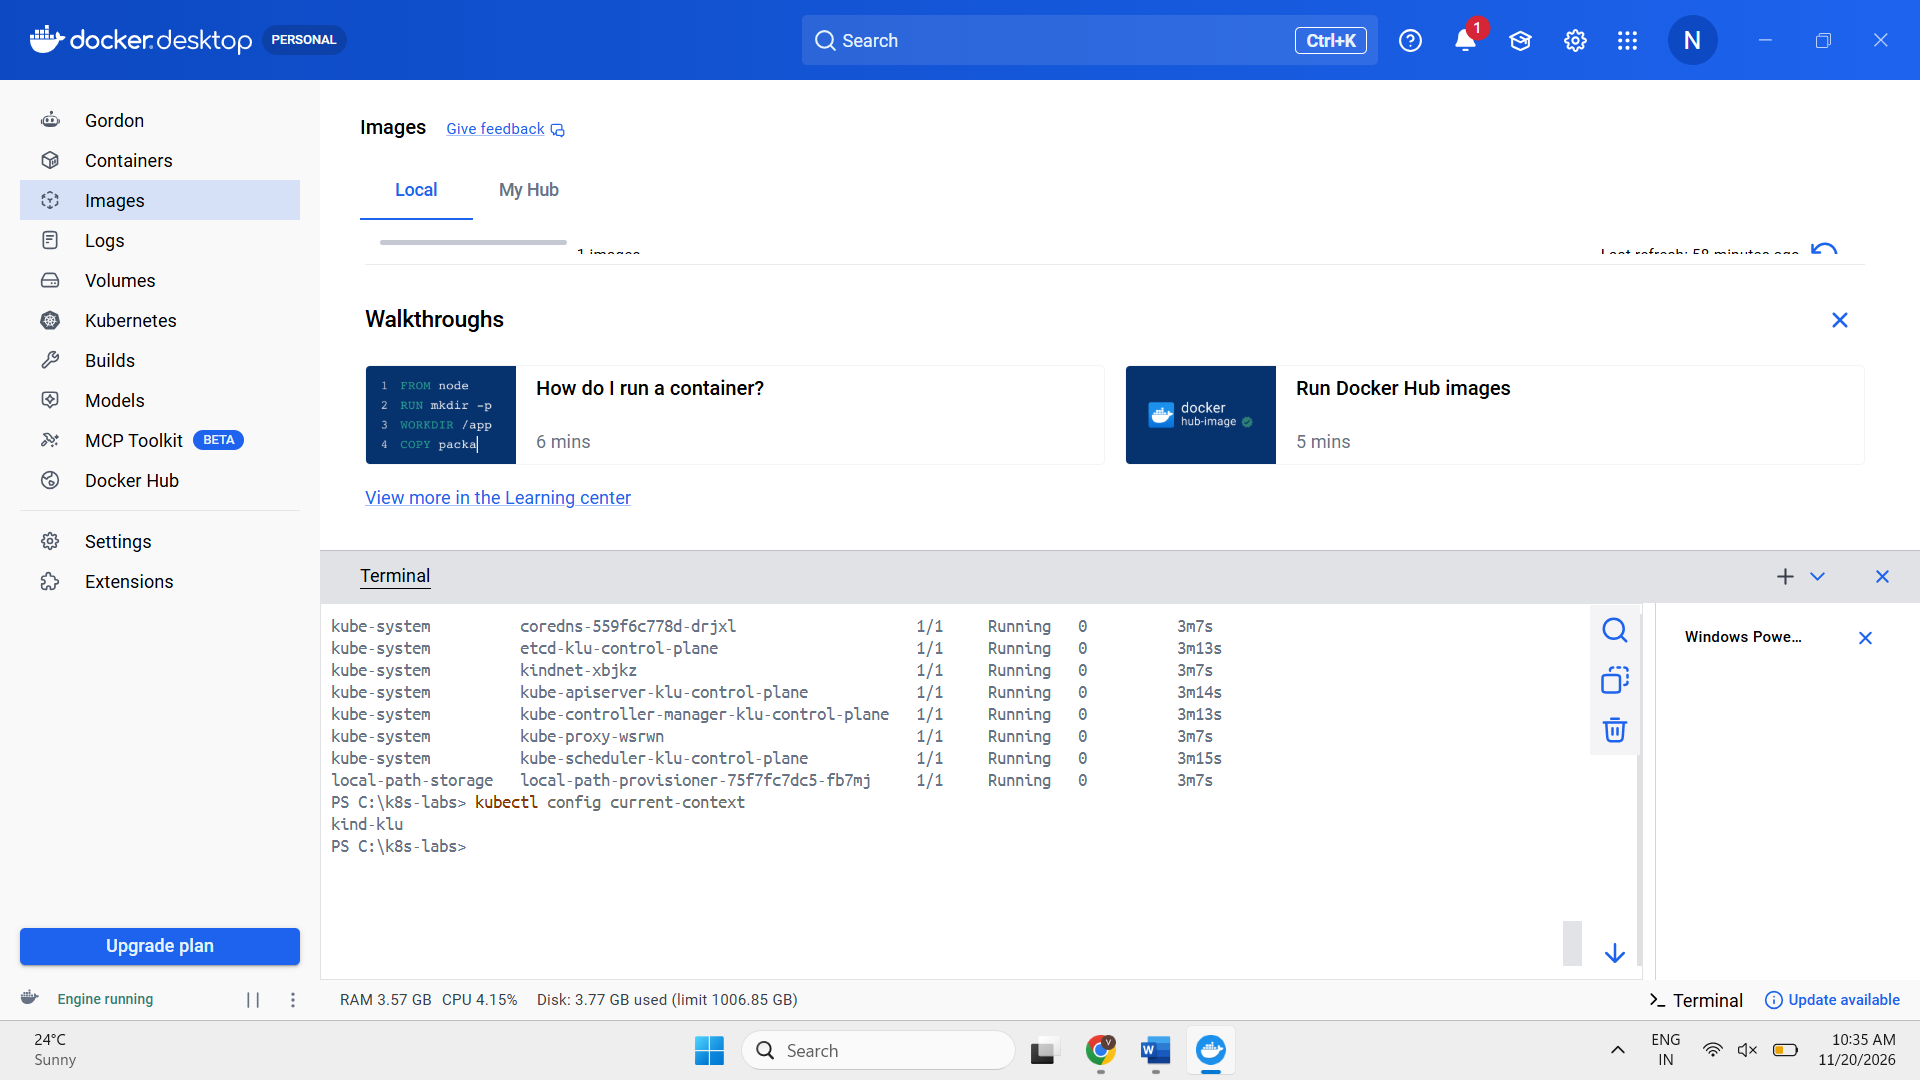 docker.desktop PERSONAL
Search Ctrl+K
1
N
Gordon
Containers
Images
Logs
Volumes
Kubernetes
Builds
Models
MCP Toolkit BETA
Docker Hub
Settings
Extensions
Upgrade plan
Images Give feedback
Local My Hub
1 images Last refresh: 58 minutes ago
Walkthroughs
1 FROM node
2 RUN mkdir -p
3 WORKDIR /app
4 COPY packa
How do I run a container?
6 mins
docker
hub-image
Run Docker Hub images
5 mins
View more in the Learning center
Terminal
kube-system coredns-559f6c778d-drjxl 1/1 Running 0 3m7s
kube-system etcd-klu-control-plane 1/1 Running 0 3m13s
kube-system kindnet-xbjkz 1/1 Running 0 3m7s
kube-system kube-apiserver-klu-control-plane 1/1 Running 0 3m14s
kube-system kube-controller-manager-klu-control-plane 1/1 Running 0 3m13s
kube-system kube-proxy-wsrwn 1/1 Running 0 3m7s
kube-system kube-scheduler-klu-control-plane 1/1 Running 0 3m15s
local-path-storage local-path-provisioner-75f7fc7dc5-fb7mj 1/1 Running 0 3m7s
PS C:\k8s-labs> kubectl config current-context
kind-klu
PS C:\k8s-labs>
Windows Powe...
Engine running
RAM 3.57 GB CPU 4.15% Disk: 3.77 GB used (limit 1006.85 GB)
Terminal Update available
24°C
Sunny
Search
V
W
ENG
IN
10:35 AM
11/20/2026